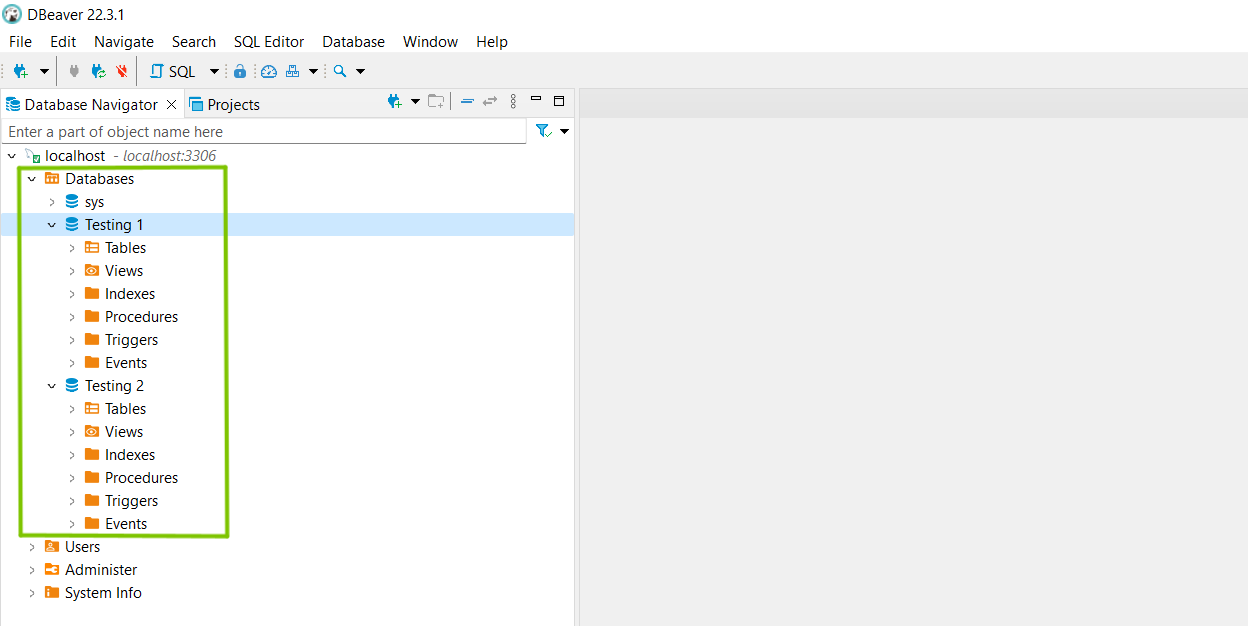 DBeaver 22.3.1
File Edit Navigate Search SQL Editor Database Window Help
SQL
Database Navigator Projects
Enter a part of object name here
localhost - localhost:3306
Databases
sys
Testing 1
Tables
Views
Indexes
Procedures
Triggers
Events
Testing 2
Tables
Views
Indexes
Procedures
Triggers
Events
Users
Administer
System Info